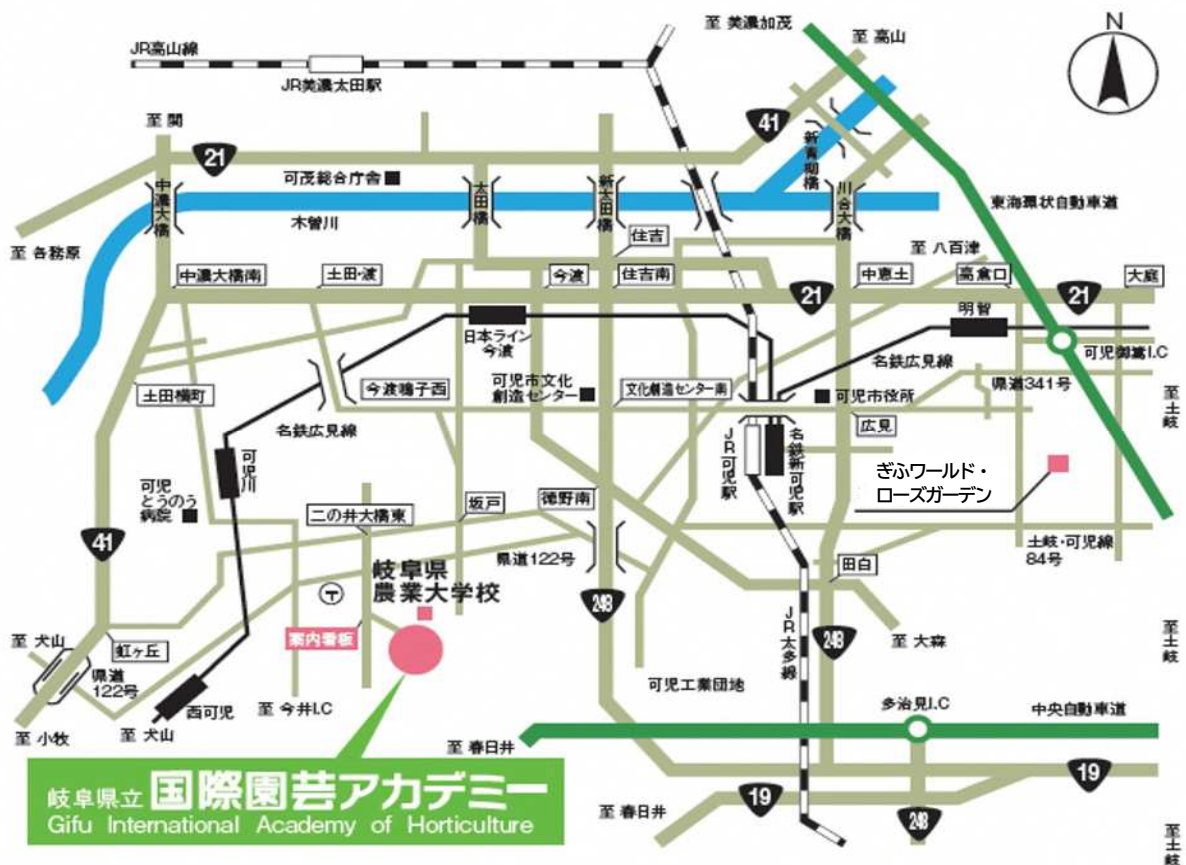 N
至 美濃加茂
至 高山
JR高山線
JR美濃太田駅
至 関
41
21
新青柳橋
可茂総合庁舎
中濃大橋
太田橋
新太田橋
川合大橋
木曽川
東海環状自動車道
至 各務原
住吉
至 八百津
中濃大橋南
土田・渡
今渡
住吉南
中恵土
高倉口
大庭
21
21
明智
日本ライン
今渡
名鉄広見線
可児御嵩I.C
土田横町
今渡鳴子西
可児市文化
創造センター
文化創造センター南
可児市役所
県道341号
至 土岐
名鉄広見線
広見
可児川
JR可児駅
名鉄新可児駅
ぎふワールド・
ローズガーデン
可児
とうのう
病院
二の井大橋東
坂戸
徳野南
41
県道122号
土岐・可児線
84号
岐阜県
農業大学校
田白
248
〒
案内看板
至 犬山
虹ヶ丘
JR太多線
248
至 大森
至 土岐
県道
122号
西可児
至 今井I.C
可児工業団地
多治見I.C
中央自動車道
至 小牧
至 犬山
至 春日井
岐阜県立 国際園芸アカデミー
Gifu International Academy of Horticulture
19
19
至 春日井
248
至 土岐